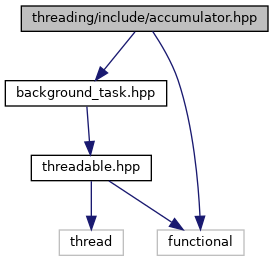 threading/include/accumulator.hpp
background_task.hpp
threadable.hpp
thread
functional